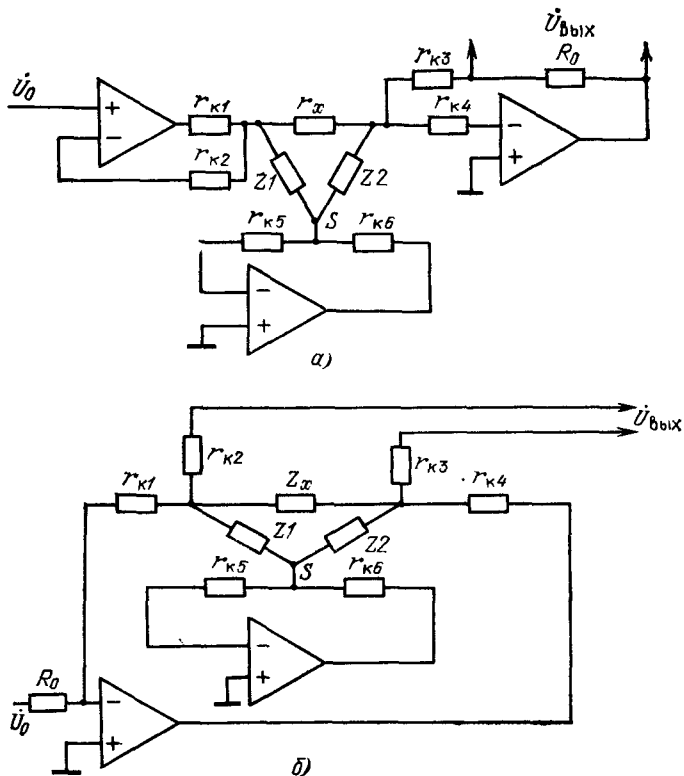 U̇вых
rк3
R0
U̇0
+
−
rк1
rx
rк4
−
+
rк2
Z1
Z2
rк5
S
rк6
−
+
а)
U̇вых
rк2
rк3
rк1
Zx
rк4
Z1
Z2
rк5
S
rк6
−
+
R0
U̇0
−
+
б)